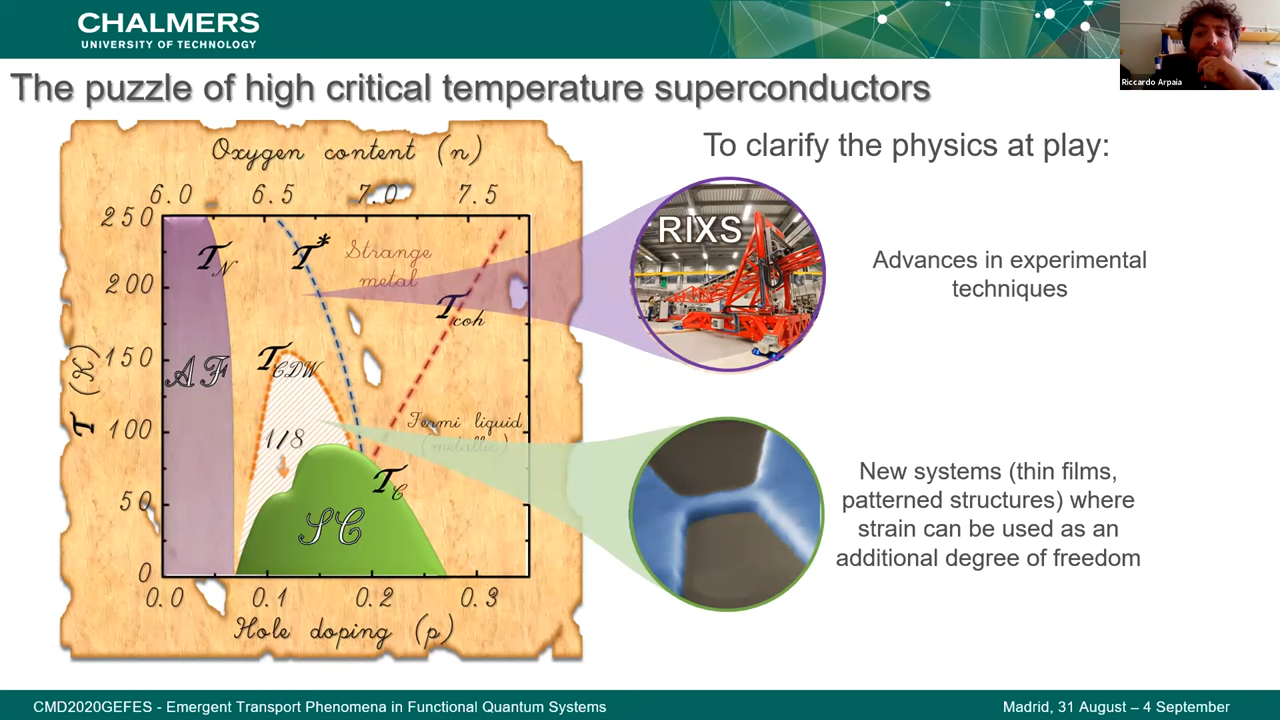 CHALMERS
UNIVERSITY OF TECHNOLOGY
Riccardo Arpaia
The puzzle of high critical temperature superconductors
Oxygen content (n)
6.0 6.5 7.0 7.5
250
200
150
100
50
0
T (K)
T_N
T*
Strange
metal
T_coh
T_CDW
AF
1/8
Fermi liquid
(metallic)
T_C
SC
0.0 0.1 0.2 0.3
Hole doping (p)
To clarify the physics at play:
RIXS
Advances in experimental
techniques
New systems (thin films,
patterned structures) where
strain can be used as an
additional degree of freedom
CMD2020GEFES - Emergent Transport Phenomena in Functional Quantum Systems
Madrid, 31 August – 4 September